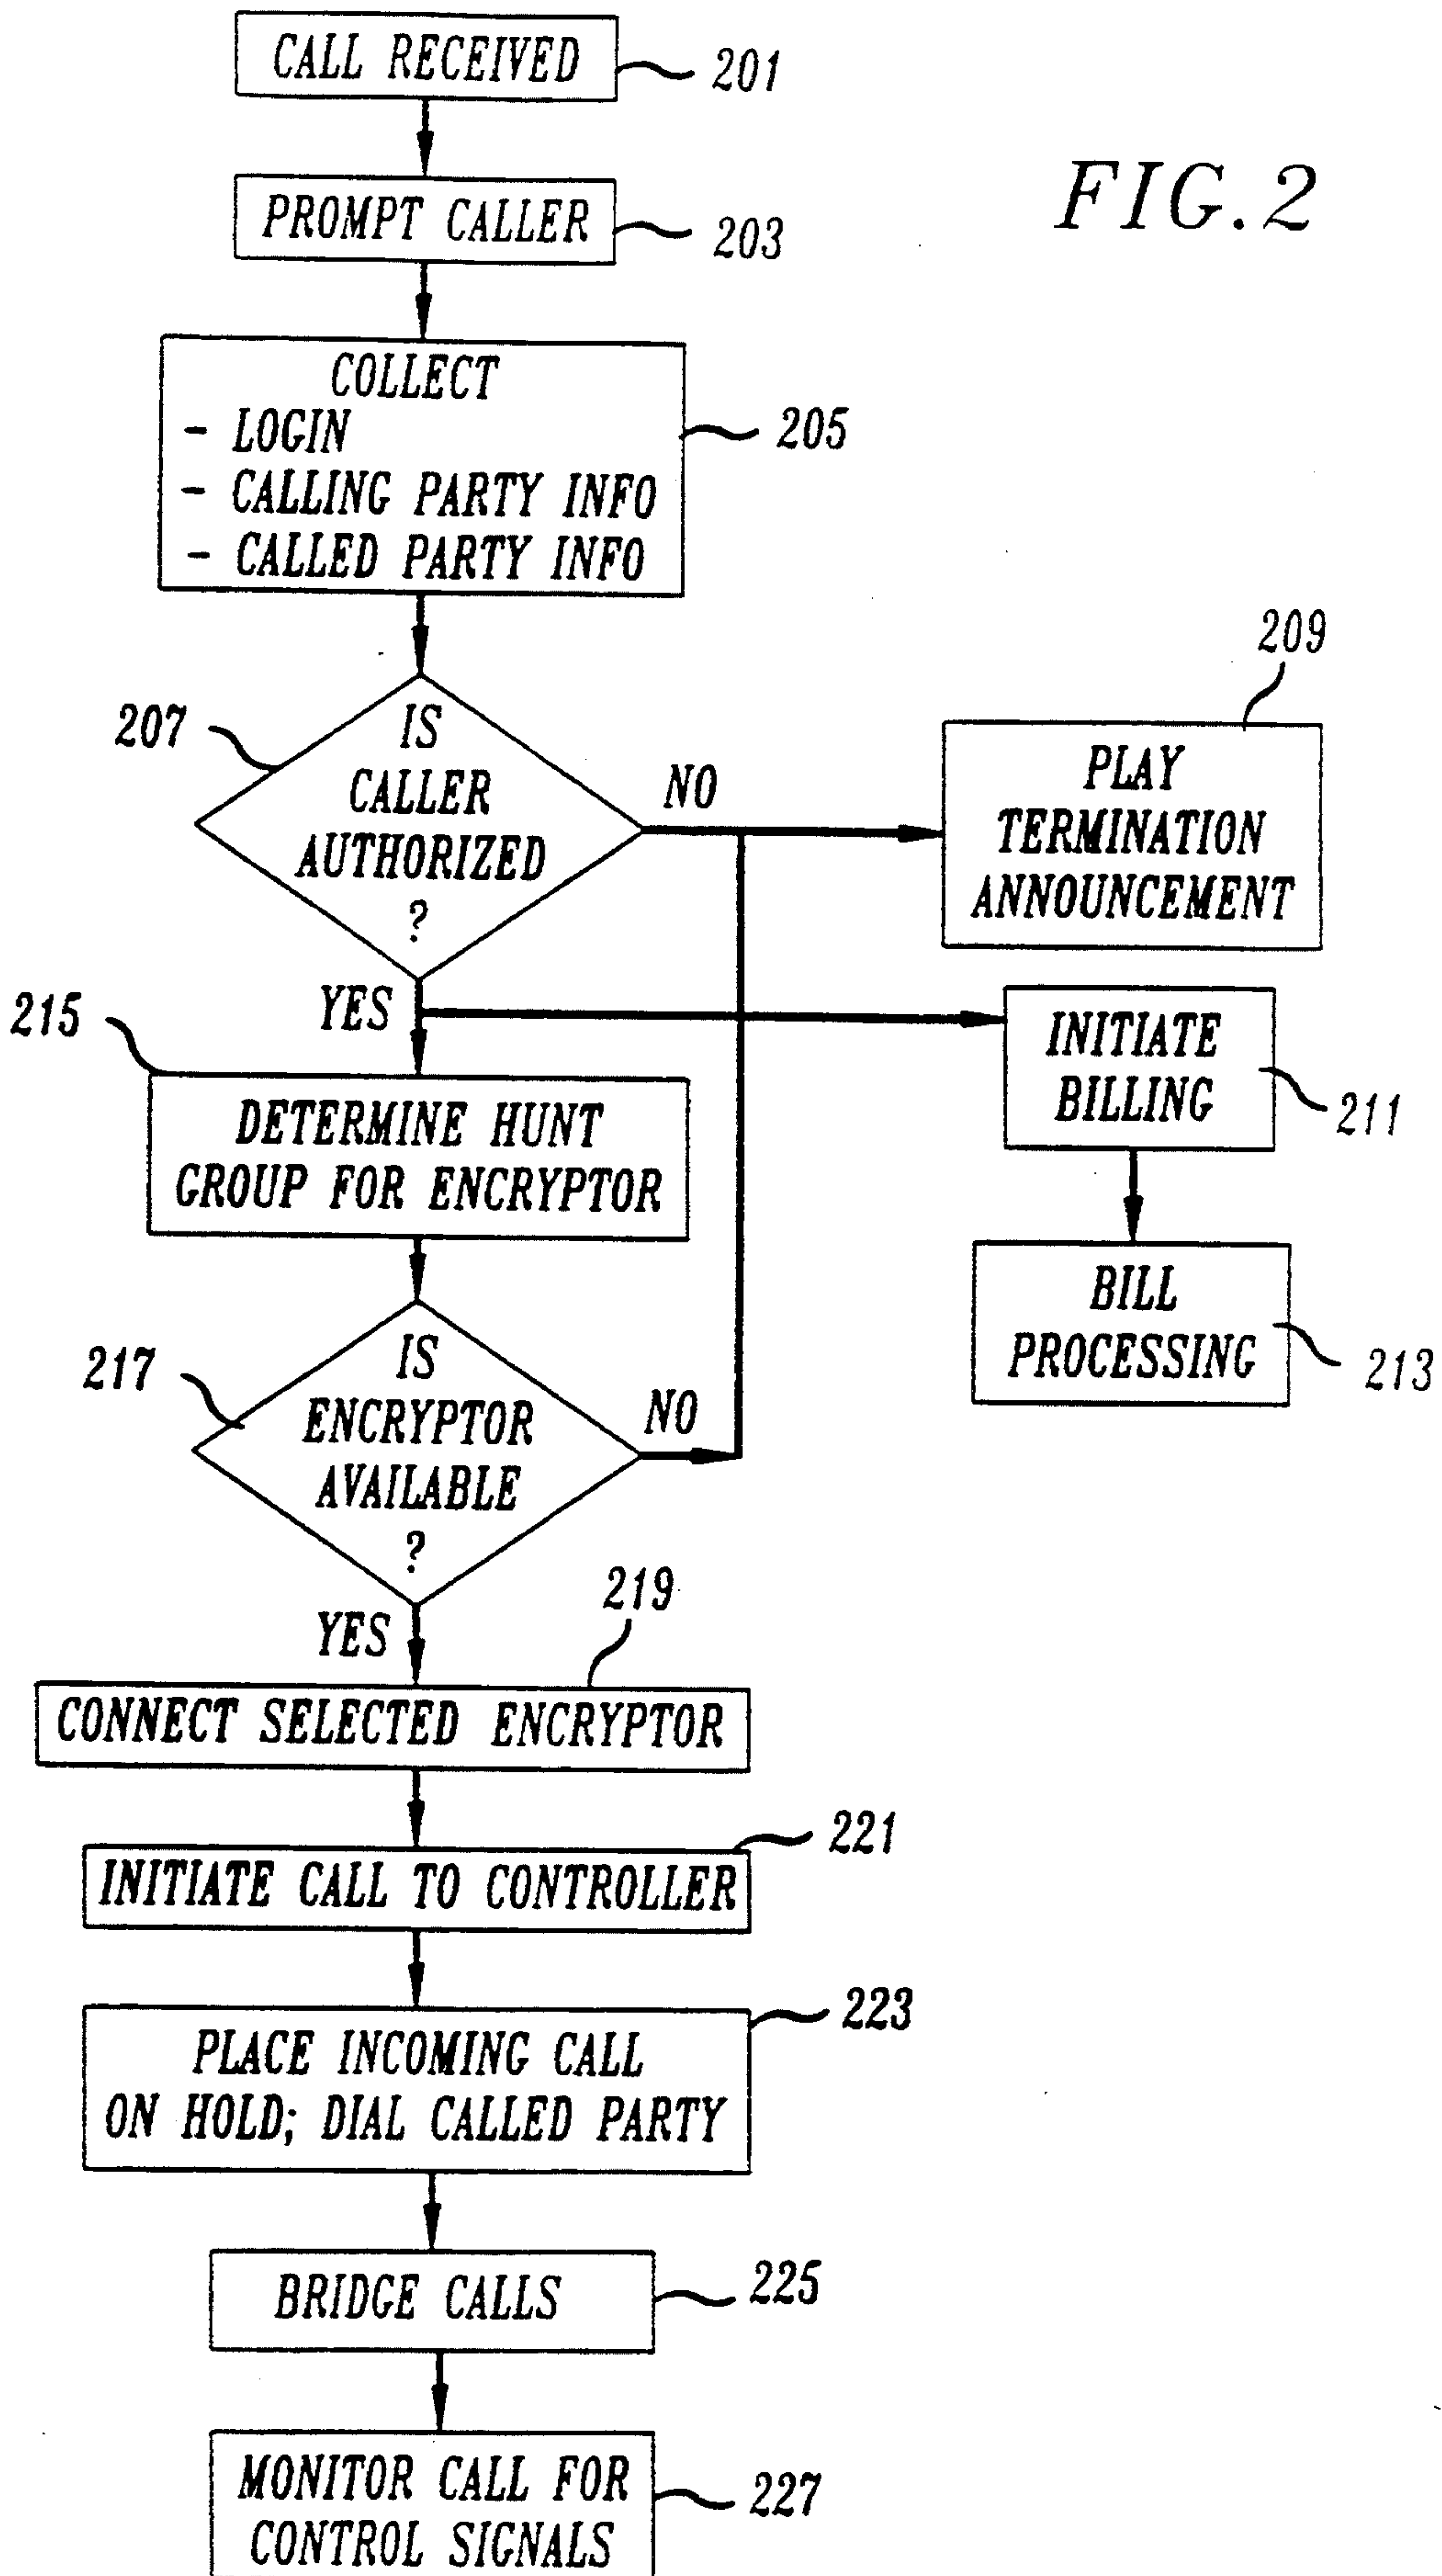 CALL RECEIVED
201
FIG. 2
PROMPT CALLER
203
COLLECT
- LOGIN
- CALLING PARTY INFO
- CALLED PARTY INFO
205
207
IS
CALLER
AUTHORIZED
?
NO
209
PLAY
TERMINATION
ANNOUNCEMENT
YES
INITIATE
BILLING
211
215
DETERMINE HUNT
GROUP FOR ENCRYPTOR
BILL
PROCESSING
213
217
IS
ENCRYPTOR
AVAILABLE
?
NO
YES
219
CONNECT SELECTED ENCRYPTOR
221
INITIATE CALL TO CONTROLLER
223
PLACE INCOMING CALL
ON HOLD; DIAL CALLED PARTY
BRIDGE CALLS
225
MONITOR CALL FOR
CONTROL SIGNALS
227